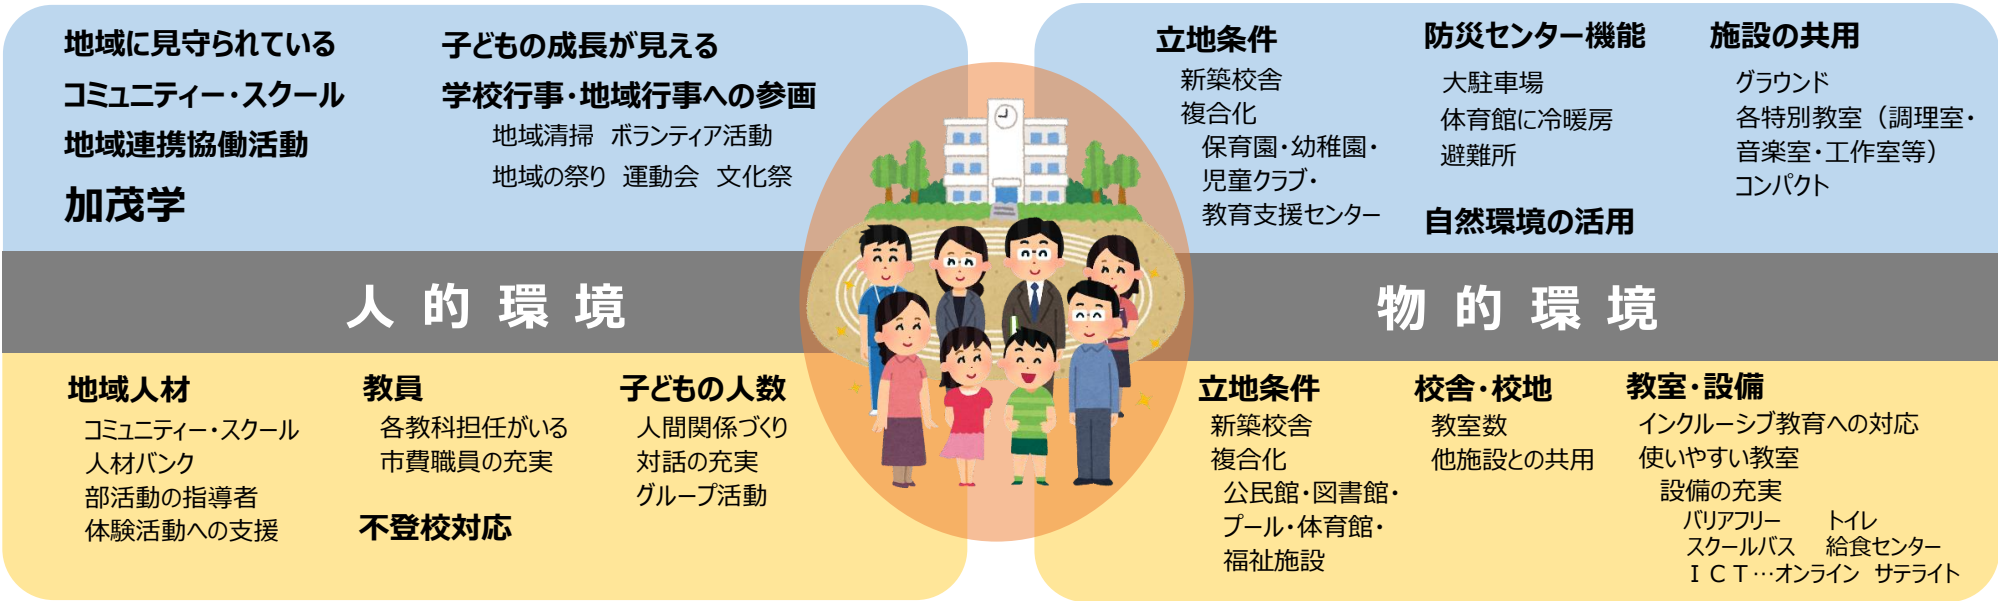 地域に見守られている
コミュニティー・スクール
地域連携協働活動
加茂学
子どもの成長が見える
学校行事・地域行事への参画
地域清掃　ボランティア活動
地域の祭り　運動会　文化祭
立地条件
新築校舎
複合化
保育園・幼稚園・
児童クラブ・
教育支援センター
防災センター機能
大駐車場
体育館に冷暖房
避難所
自然環境の活用
施設の共用
グラウンド
各特別教室（調理室・
音楽室・工作室等）
コンパクト
人的環境
物的環境
地域人材
コミュニティー・スクール
人材バンク
部活動の指導者
体験活動への支援
教員
各教科担任がいる
市費職員の充実
不登校対応
子どもの人数
人間関係づくり
対話の充実
グループ活動
立地条件
新築校舎
複合化
公民館・図書館・
プール・体育館・
福祉施設
校舎・校地
教室数
他施設との共用
教室・設備
インクルーシブ教育への対応
使いやすい教室
設備の充実
バリアフリー　トイレ
スクールバス　給食センター
ＩＣＴ…オンライン　サテライト